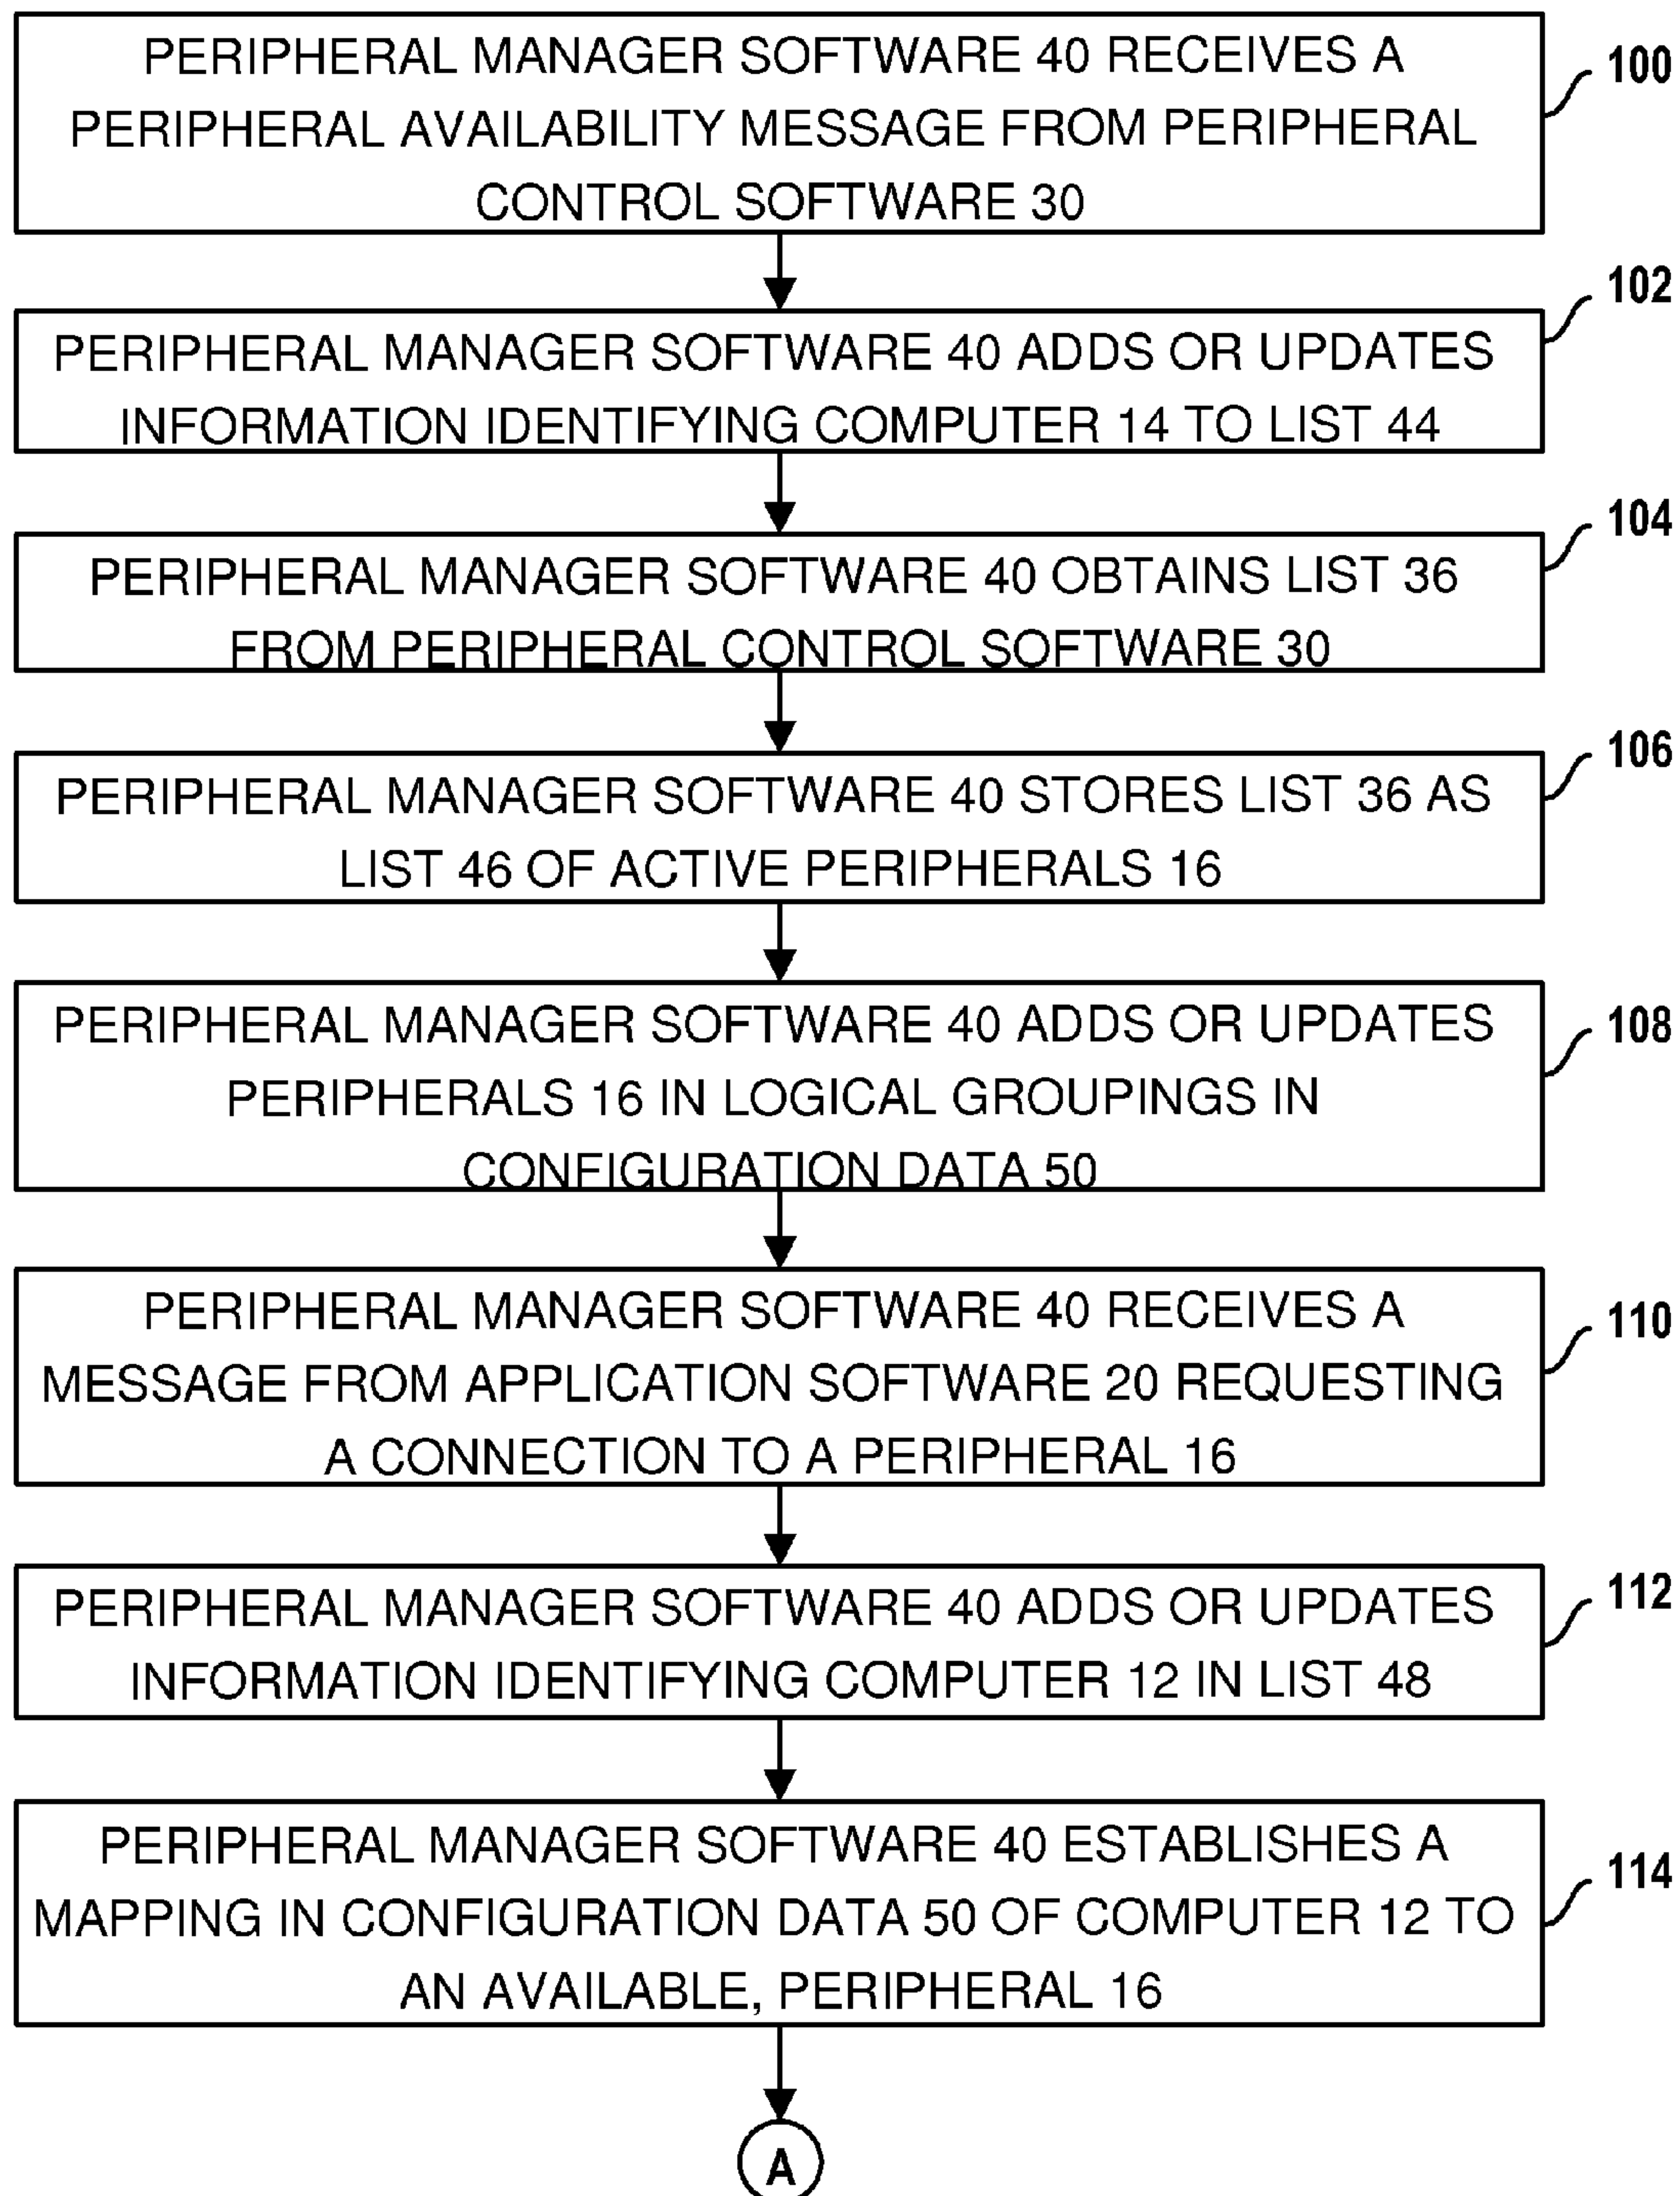 PERIPHERAL MANAGER SOFTWARE 40 RECEIVES A
PERIPHERAL AVAILABILITY MESSAGE FROM PERIPHERAL
CONTROL SOFTWARE 30
100
PERIPHERAL MANAGER SOFTWARE 40 ADDS OR UPDATES
INFORMATION IDENTIFYING COMPUTER 14 TO LIST 44
102
PERIPHERAL MANAGER SOFTWARE 40 OBTAINS LIST 36
FROM PERIPHERAL CONTROL SOFTWARE 30
104
PERIPHERAL MANAGER SOFTWARE 40 STORES LIST 36 AS
LIST 46 OF ACTIVE PERIPHERALS 16
106
PERIPHERAL MANAGER SOFTWARE 40 ADDS OR UPDATES
PERIPHERALS 16 IN LOGICAL GROUPINGS IN
CONFIGURATION DATA 50
108
PERIPHERAL MANAGER SOFTWARE 40 RECEIVES A
MESSAGE FROM APPLICATION SOFTWARE 20 REQUESTING
A CONNECTION TO A PERIPHERAL 16
110
PERIPHERAL MANAGER SOFTWARE 40 ADDS OR UPDATES
INFORMATION IDENTIFYING COMPUTER 12 IN LIST 48
112
PERIPHERAL MANAGER SOFTWARE 40 ESTABLISHES A
MAPPING IN CONFIGURATION DATA 50 OF COMPUTER 12 TO
AN AVAILABLE, PERIPHERAL 16
114
A